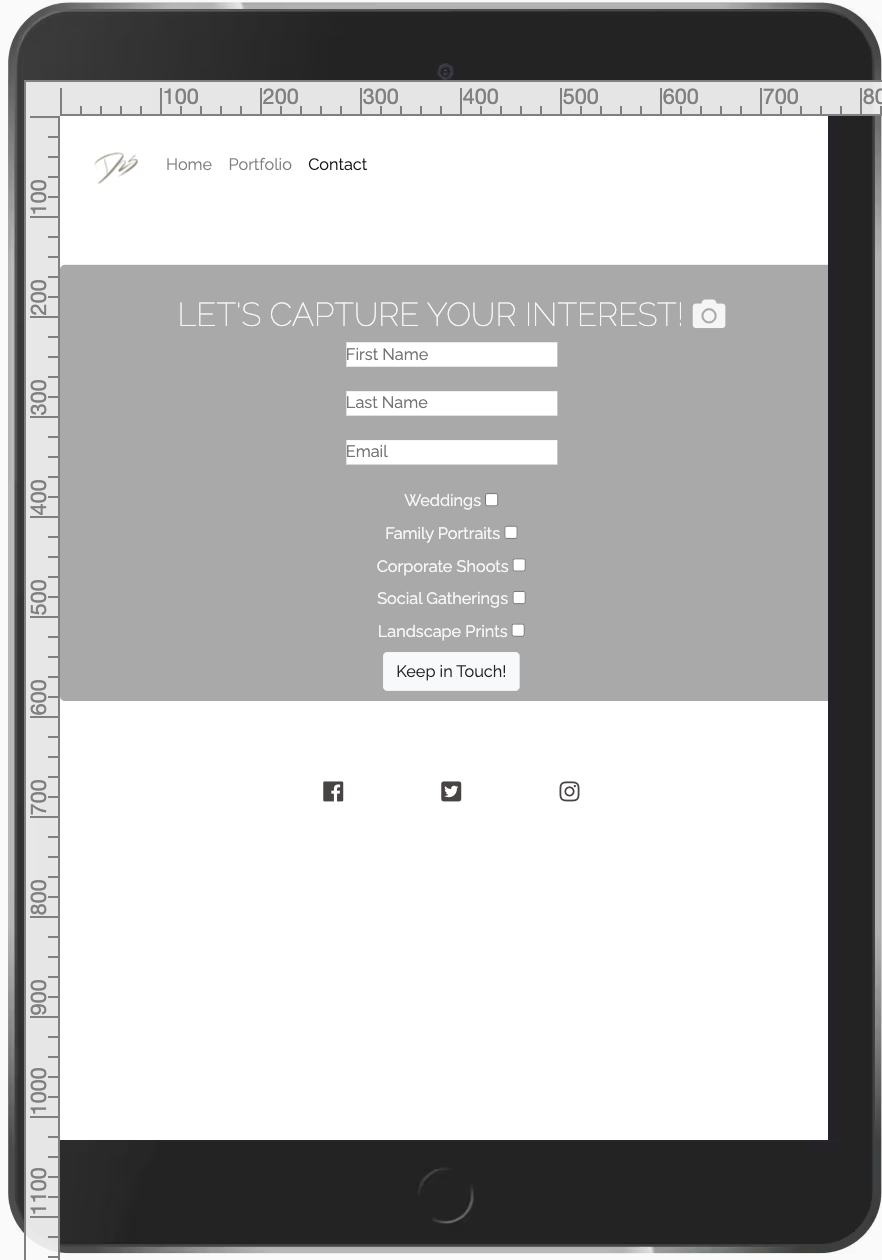 100 200 300 400 500 600 700 80
Home Portfolio Contact
LET'S CAPTURE YOUR INTEREST!
First Name
Last Name
Email
Weddings
Family Portraits
Corporate Shoots
Social Gatherings
Landscape Prints
Keep in Touch!
100
200
300
400
500
600
700
800
900
1000
1100